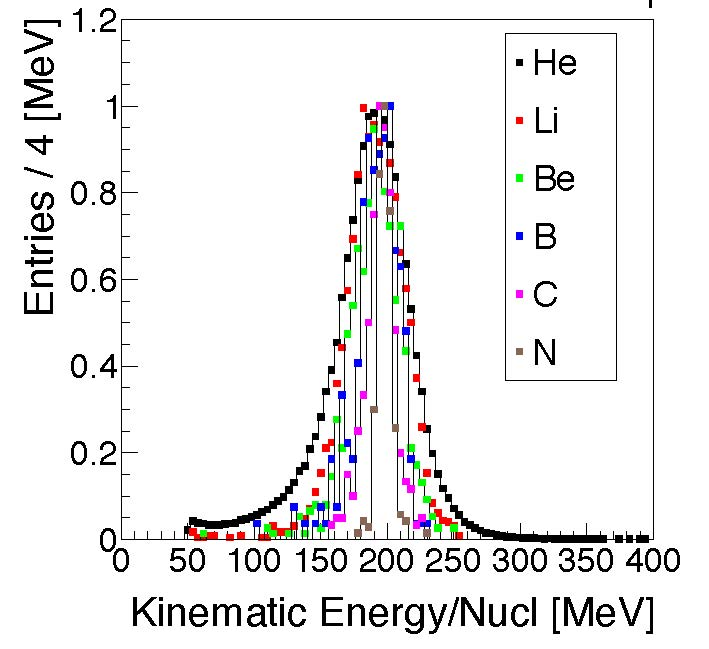 Entries / 4 [MeV]
1.2
1
0.8
0.6
0.4
0.2
0
0 50 100 150 200 250 300 350 400
Kinematic Energy/Nucl [MeV]
He
Li
Be
B
C
N